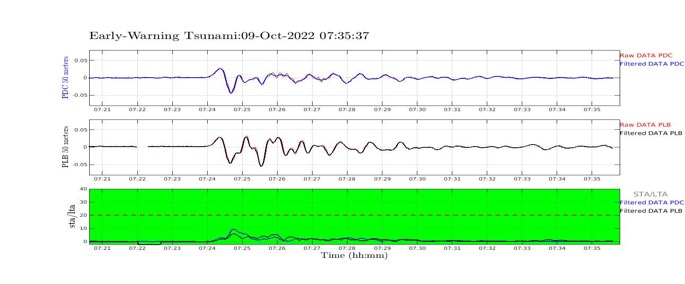 Early-Warning Tsunami:09-Oct-2022 07:35:37
PDC 50 meters
0.05
0
-0.05
07:21 07:22 07:23 07:24 07:25 07:26 07:27 07:28 07:29 07:30 07:31 07:32 07:33 07:34 07:35
Raw DATA PDC
Filtered DATA PDC
PLB 50 meters
0.05
0
-0.05
07:21 07:22 07:23 07:24 07:25 07:26 07:27 07:28 07:29 07:30 07:31 07:32 07:33 07:34 07:35
Raw DATA PLB
Filtered DATA PLB
sta/lta
40
30
20
10
0
07:21 07:22 07:23 07:24 07:25 07:26 07:27 07:28 07:29 07:30 07:31 07:32 07:33 07:34 07:35
Time (hh:mm)
STA/LTA
Filtered DATA PDC
Filtered DATA PLB